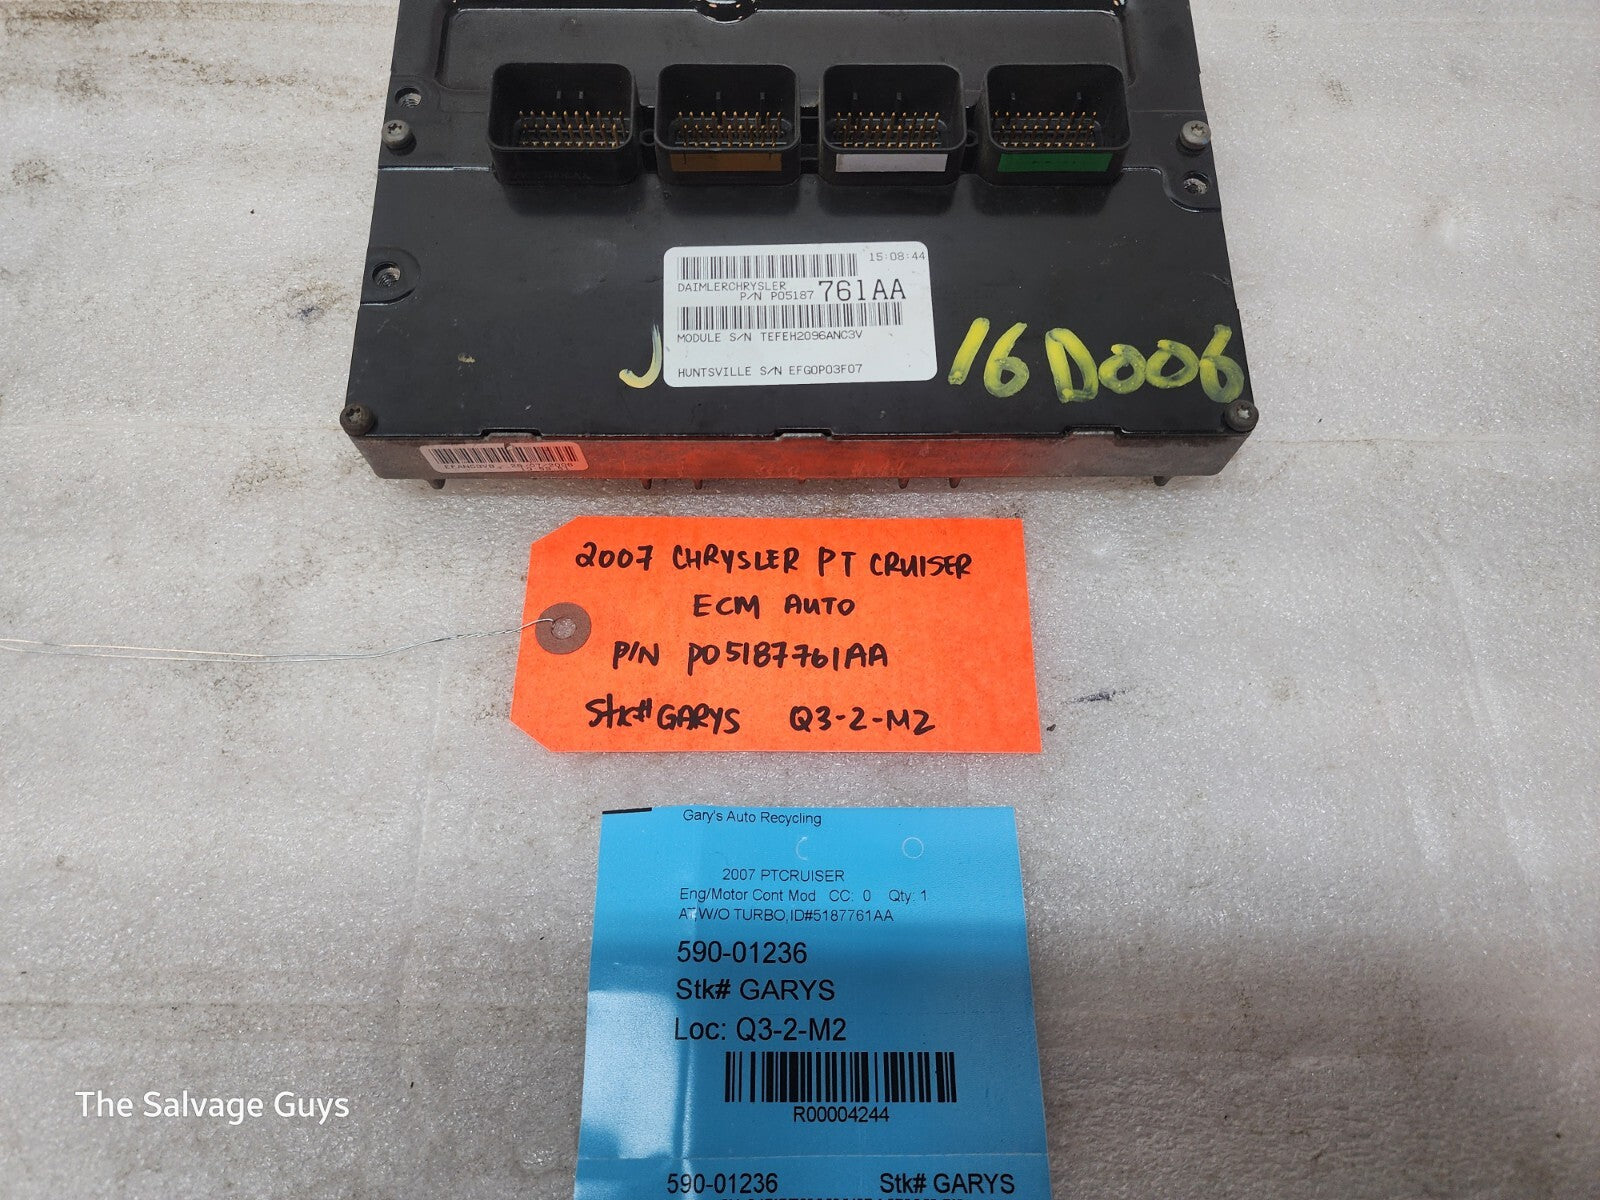 15:08:44
DAIMLERCHRYSLER
P/N P05187 761AA
MODULE S/N TEFEH2096ANC3V
HUNTSVILLE S/N EFG0P03F07
J
16D006
2007 CHRYSLER PT CRUISER
ECM AUTO
P/N P05187761AA
Stk# GARYS Q3-2-M2
Gary's Auto Recycling
2007 PTCRUISER
Eng/Motor Cont Mod CC: 0 Qty: 1
AT,W/O TURBO,ID#5187761AA
590-01236
Stk# GARYS
Loc: Q3-2-M2
R00004244
590-01236 Stk# GARYS
The Salvage Guys